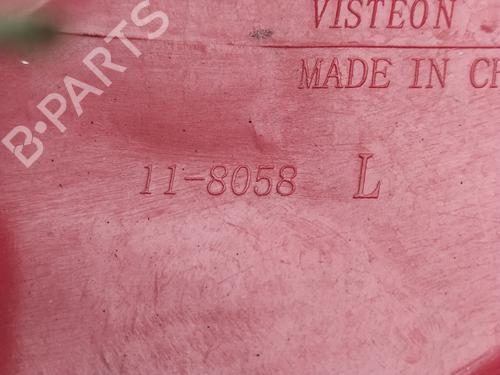 VISTEON
MADE IN CH
11-8058 L
B-PARTS